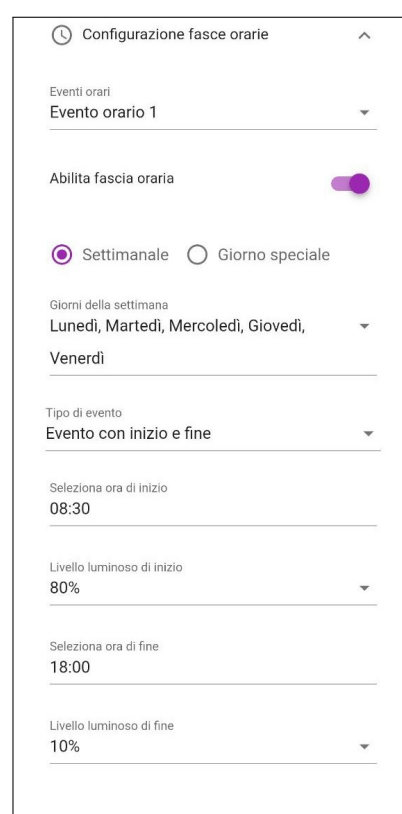 Configurazione fasce orarie
Eventi orari
Evento orario 1
Abilita fascia oraria
Settimanale Giorno speciale
Giorni della settimana
Lunedì, Martedì, Mercoledì, Giovedì,
Venerdì
Tipo di evento
Evento con inizio e fine
Seleziona ora di inizio
08:30
Livello luminoso di inizio
80%
Seleziona ora di fine
18:00
Livello luminoso di fine
10%